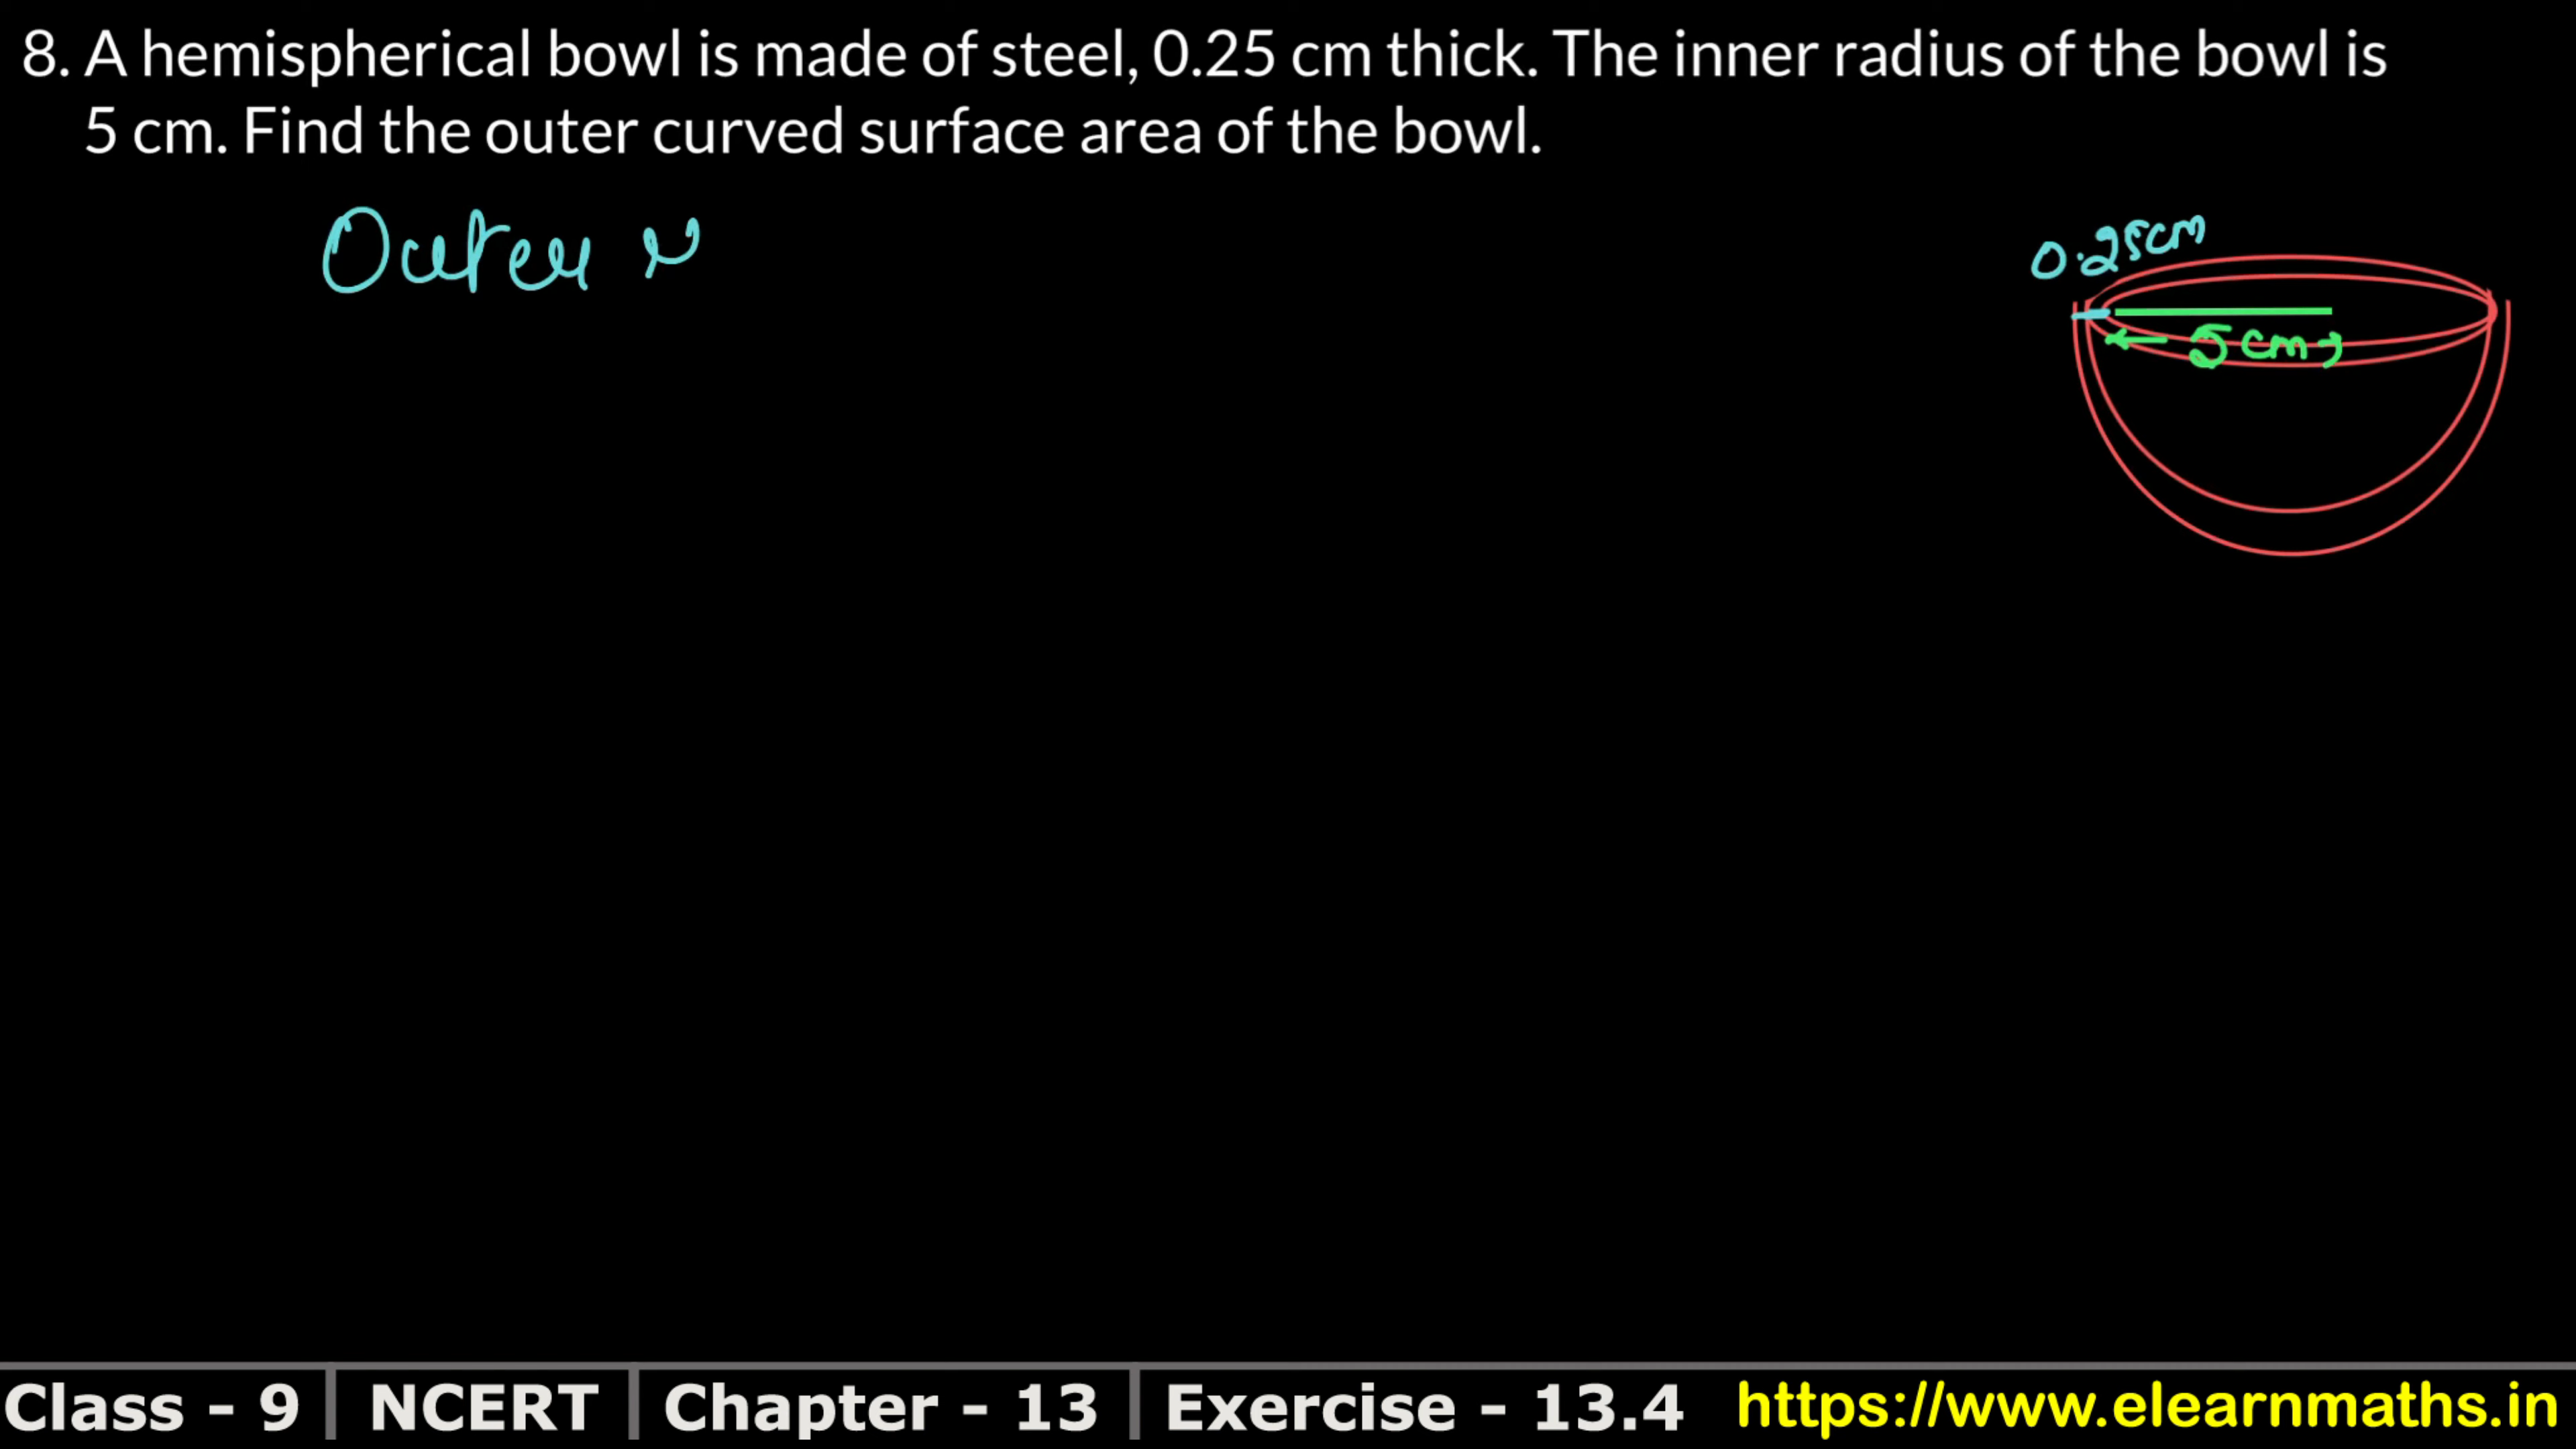 8. A hemispherical bowl is made of steel, 0.25 cm thick. The inner radius of the bowl is
5 cm. Find the outer curved surface area of the bowl.
Outer r
0.25cm
5 cm
Class - 9 | NCERT | Chapter - 13 | Exercise - 13.4 https://www.elearnmaths.in